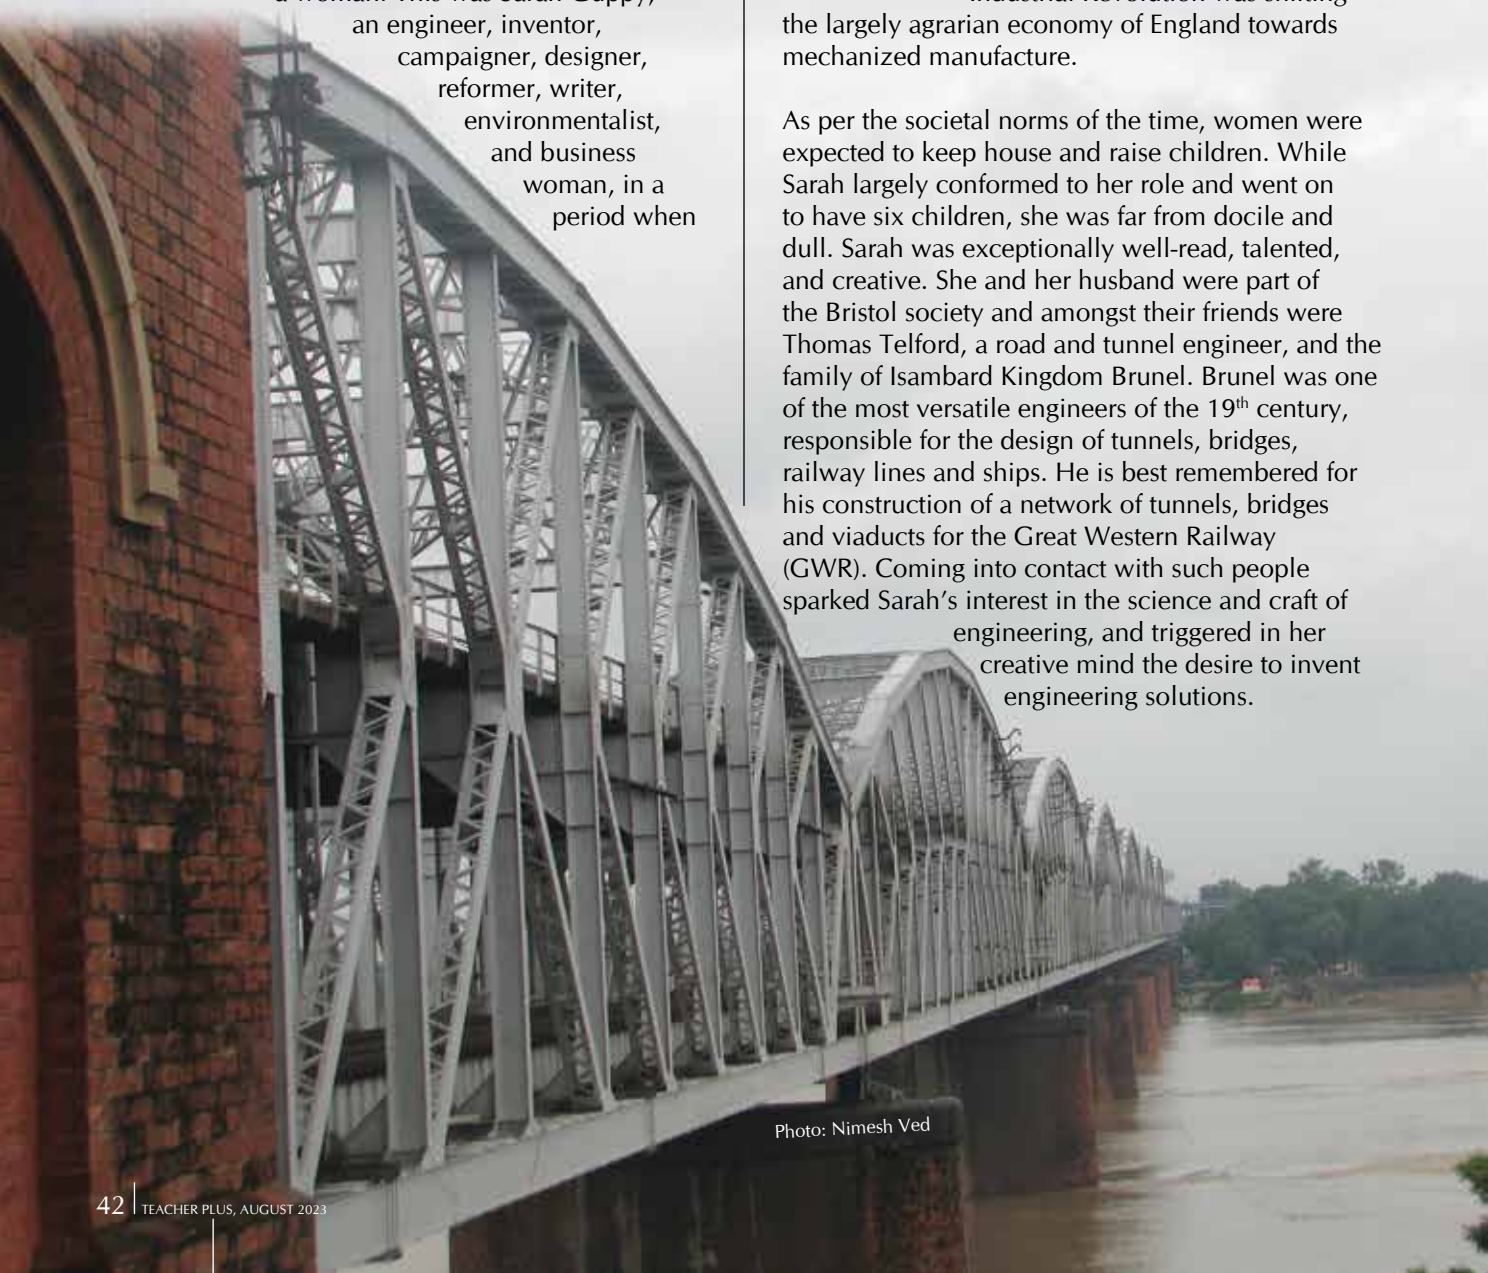 a woman. This was Sarah Guppy,
an engineer, inventor,
campaigner, designer,
reformer, writer,
environmentalist,
and business
woman, in a
period when
Industrial Revolution was shifting
the largely agrarian economy of England towards
mechanized manufacture.
As per the societal norms of the time, women were
expected to keep house and raise children. While
Sarah largely conformed to her role and went on
to have six children, she was far from docile and
dull. Sarah was exceptionally well-read, talented,
and creative. She and her husband were part of
the Bristol society and amongst their friends were
Thomas Telford, a road and tunnel engineer, and the
family of Isambard Kingdom Brunel. Brunel was one
of the most versatile engineers of the 19th century,
responsible for the design of tunnels, bridges,
railway lines and ships. He is best remembered for
his construction of a network of tunnels, bridges
and viaducts for the Great Western Railway
(GWR). Coming into contact with such people
sparked Sarah's interest in the science and craft of
engineering, and triggered in her
creative mind the desire to invent
engineering solutions.
Photo: Nimesh Ved
42 TEACHER PLUS, AUGUST 2023